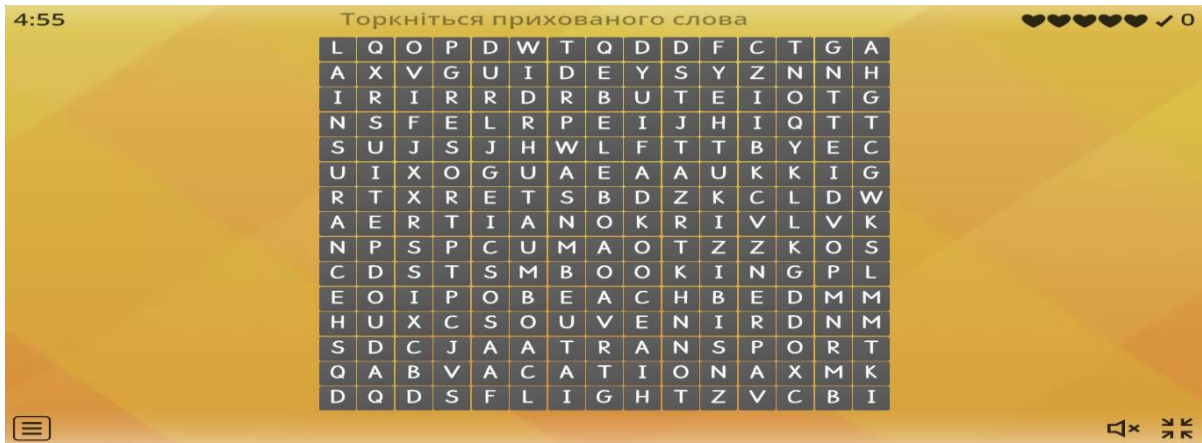 4:55 Торкніться прихованого слова 0
L Q O P D W T Q D D F C T G A
A X V G U I D E Y S Y Z N N H
I R I R R D R B U T E I O T G
N S F E L R P E I J H I Q T T
S U J S J H W L F T T B Y E C
U I X O G U A E A A U K K I G
R T X R E T S B D Z K C L D W
A E R T I A N O K R I V L V K
N P S P C U M A O T Z Z K O S
C D S T S M B O O K I N G P L
E O I P O B E A C H B E D M M
H U X C S O U V E N I R D N M
S D C J A A T R A N S P O R T
Q A B V A C A T I O N A X M K
D Q D S F L I G H T Z V C B I